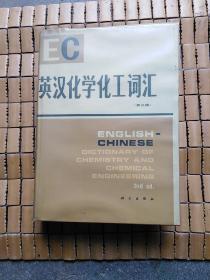 EC
英汉化学化工词汇
(第三版)
ENGLISH-
CHINESE
DICTIONARY OF
CHEMISTRY AND
CHEMICAL
ENGINEERING
3rd ed.
科学出版社